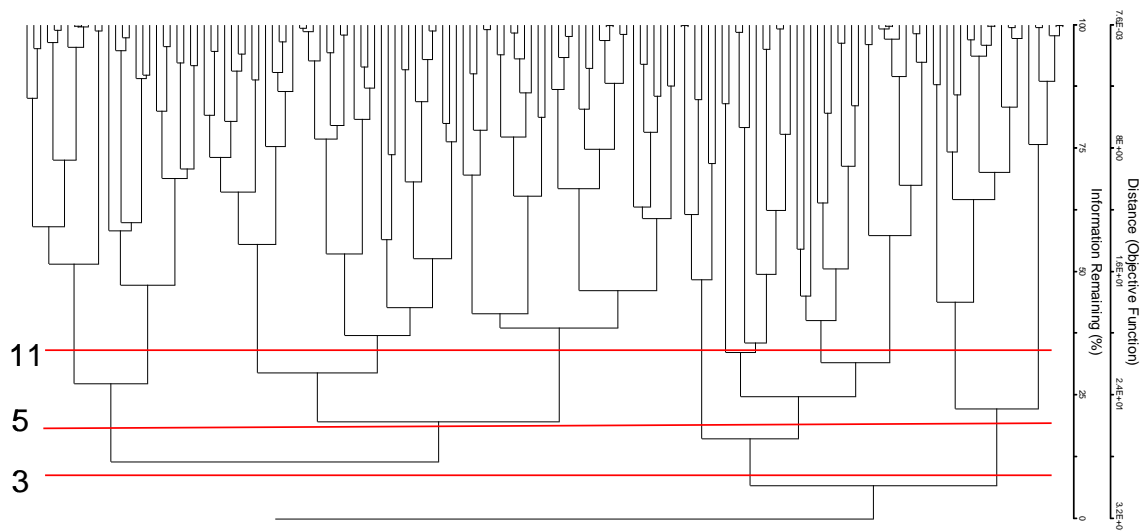 Distance (Objective Function)
7.6E-03
8E+00
1.6E+01
2.4E+01
3.2E+0
Information Remaining (%)
100
75
50
25
0
11
5
3